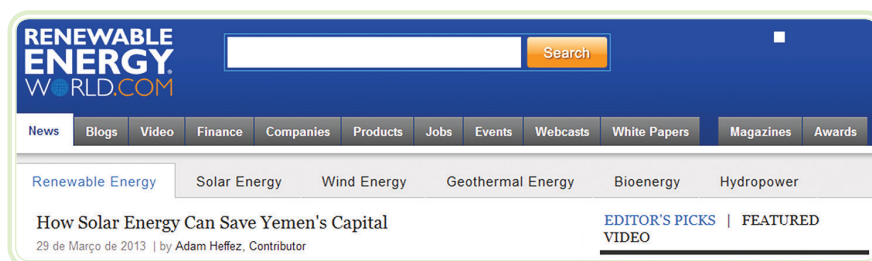 RENEWABLE
ENERGY
WORLD.COM
Search
News Blogs Video Finance Companies Products Jobs Events Webcasts White Papers Magazines Awards
Renewable Energy Solar Energy Wind Energy Geothermal Energy Bioenergy Hydropower
How Solar Energy Can Save Yemen's Capital
29 de Março de 2013 | by Adam Heffez, Contributor
EDITOR'S PICKS | FEATURED
VIDEO